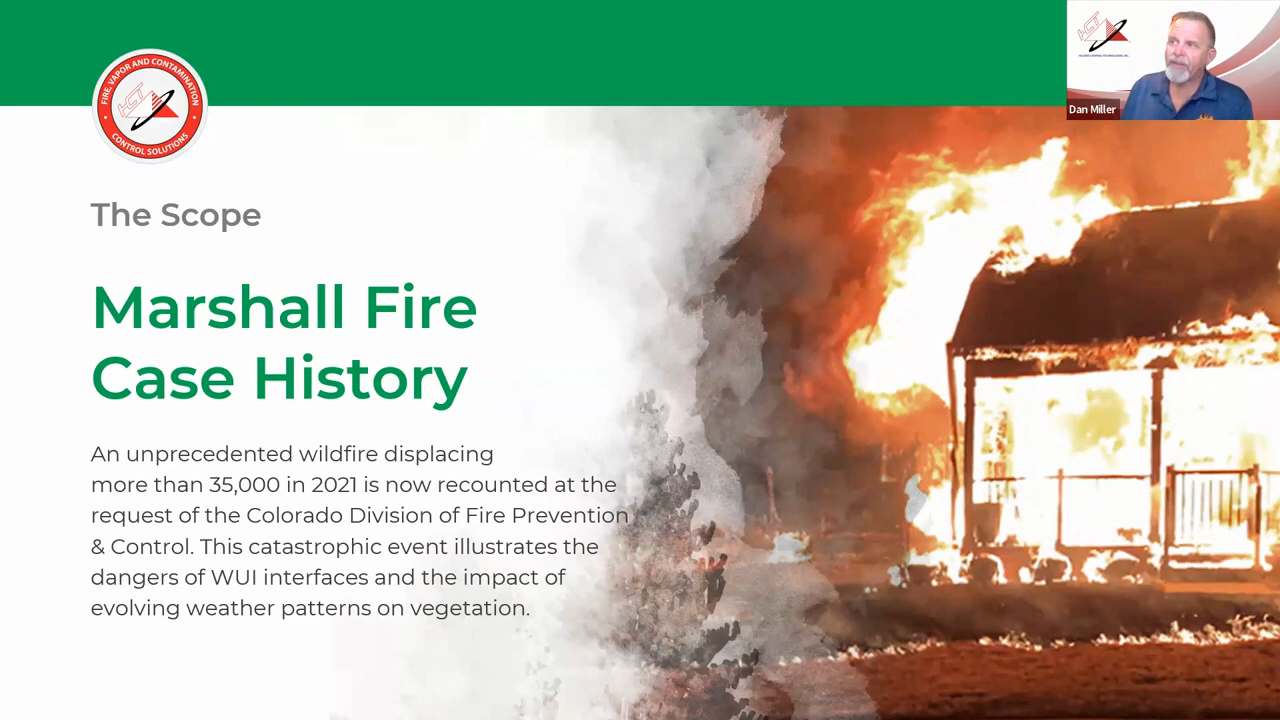 FIRE, VAPOR AND CONTAMINATION
HCT
CONTROL SOLUTIONS
HCT
Dan Miller
The Scope
Marshall Fire
Case History
An unprecedented wildfire displacing
more than 35,000 in 2021 is now recounted at the
request of the Colorado Division of Fire Prevention
& Control. This catastrophic event illustrates the
dangers of WUI interfaces and the impact of
evolving weather patterns on vegetation.